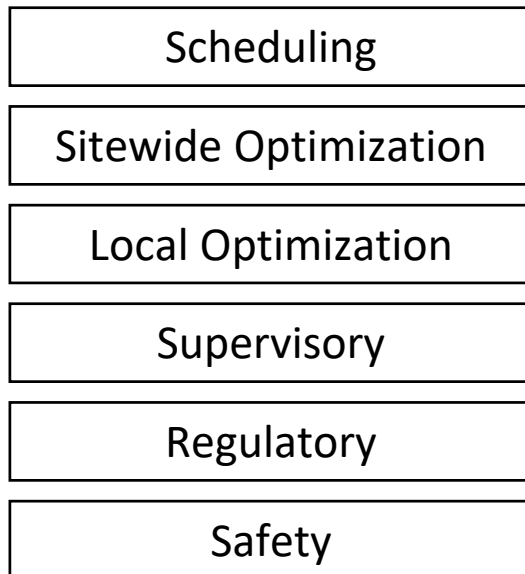 Scheduling
Sitewide Optimization
Local Optimization
Supervisory
Regulatory
Safety